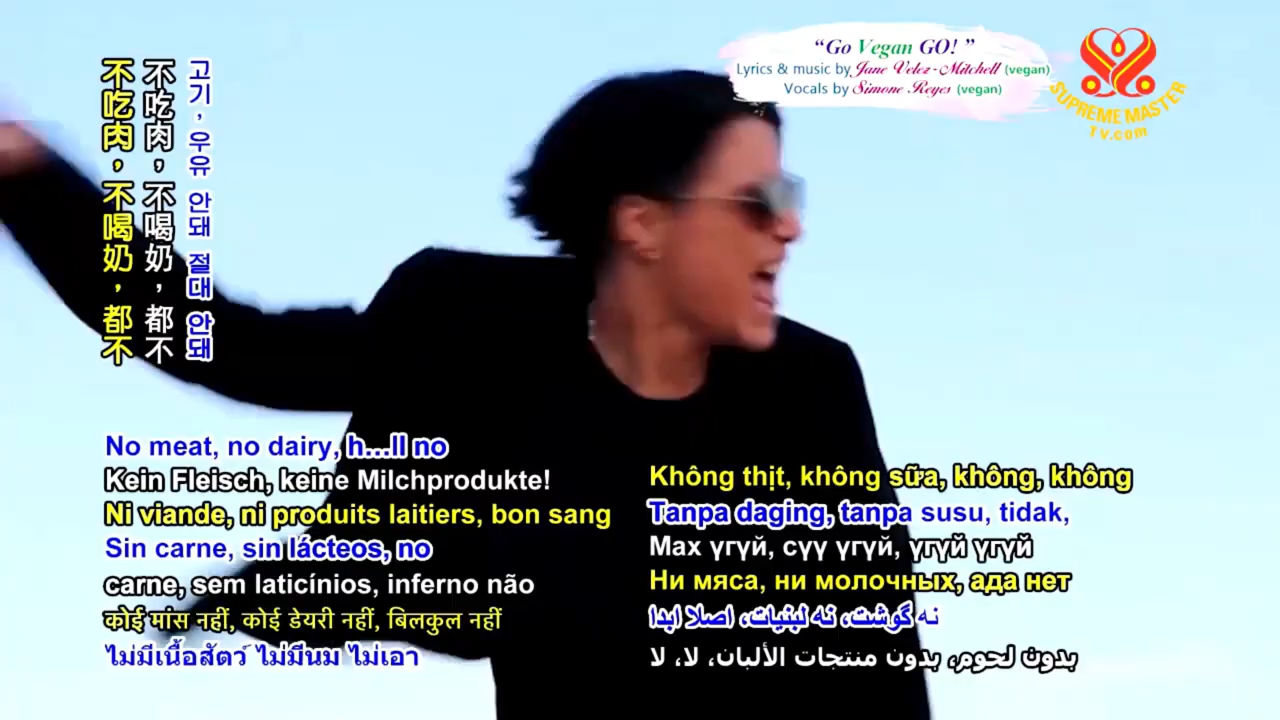 “Go Vegan GO! ”
Lyrics & music by Jane Velez-Mitchell (vegan)
Vocals by Simone Reyes (vegan)
SUPREME MASTER
TV.com
고기, 우유 안돼 절대 안돼
不吃肉，不喝奶，都不
不吃肉，不喝奶，都不
No meat, no dairy, h...ll no
Kein Fleisch, keine Milchprodukte!
Ni viande, ni produits laitiers, bon sang
Sin carne, sin lácteos, no
carne, sem laticínios, inferno não
कोई मांस नहीं, कोई डेयरी नहीं, बिलकुल नहीं
ไม่มีเนื้อสัตว์ ไม่มีนม ไม่เอา
Không thịt, không sữa, không, không
Tanpa daging, tanpa susu, tidak,
Мах үгүй, сүү үгүй, үгүй үгүй
Ни мяса, ни молочных, ада нет
نه گوشت، نه لبنیات، اصلا ابدا
بدون لحوم، بدون منتجات الألبان، لا، لا